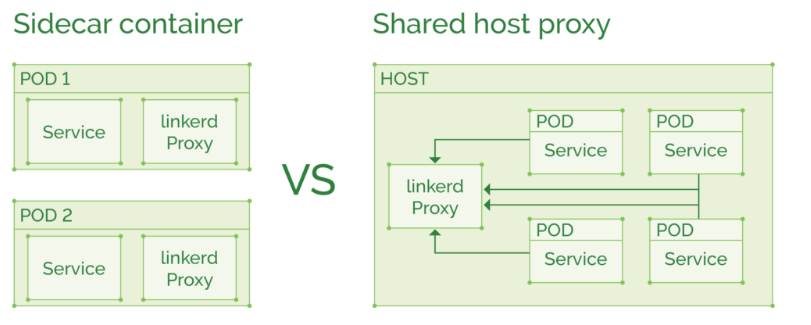 Sidecar container
POD 1
Service
linkerd
Proxy
POD 2
Service
linkerd
Proxy
VS
Shared host proxy
HOST
POD
Service
POD
Service
linkerd
Proxy
POD
Service
POD
Service